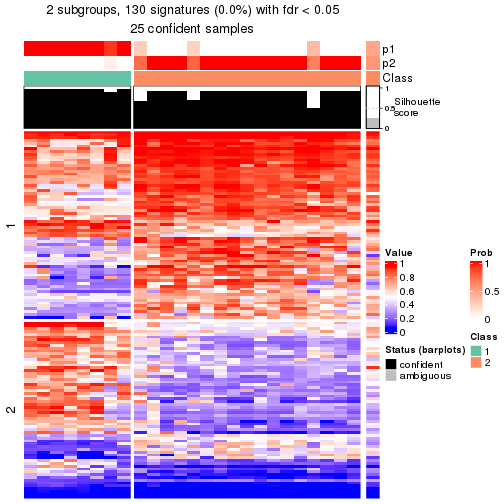 2 subgroups, 130 signatures (0.0%) with fdr < 0.05
25 confident samples
p1
p2
Class
1
0.5
0
Silhouette
score
1
2
Value
1
0.8
0.6
0.4
0.2
0
Prob
1
0.5
0
Status (barplots)
confident
ambiguous
Class
1
2